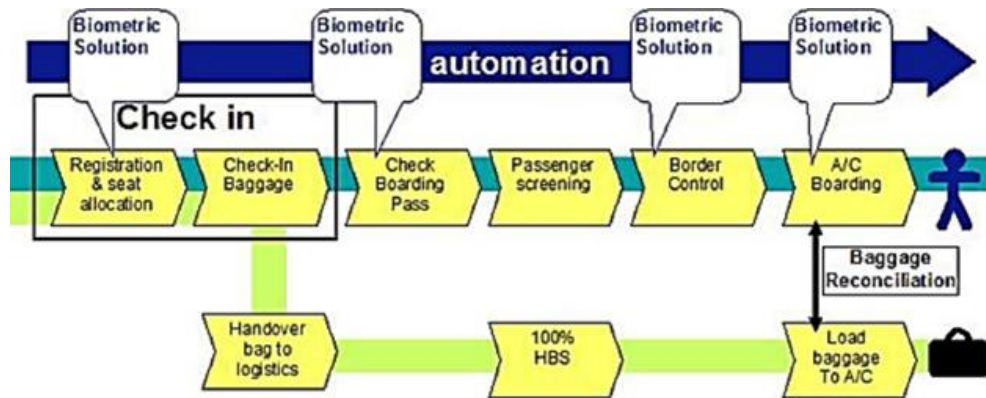 Biometric
Solution
Biometric
Solution
Biometric
Solution
Biometric
Solution
automation
Check in
Registration
& seat
allocation
Check-In
Baggage
Check
Boarding
Pass
Passenger
screening
Border
Control
A/C
Boarding
Baggage
Reconciliation
Handover
bag to
logistics
100%
HBS
Load
baggage
To A/C